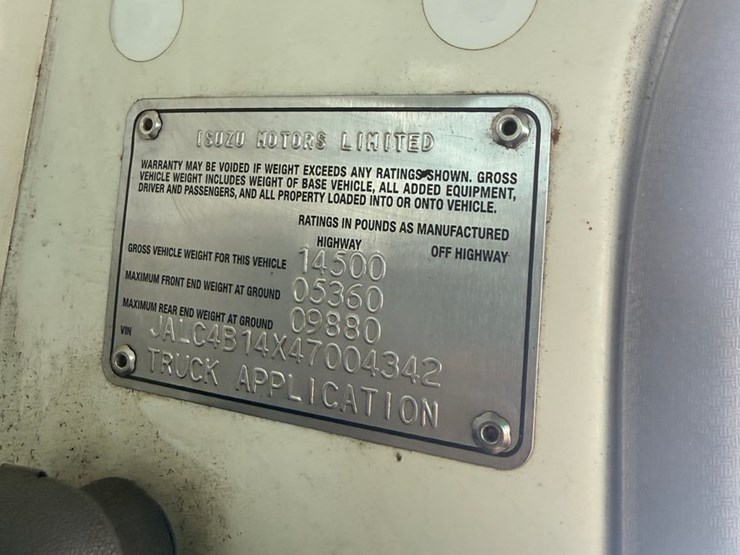 ISUZU MOTORS LIMITED
WARRANTY MAY BE VOIDED IF WEIGHT EXCEEDS ANY RATINGS SHOWN. GROSS
VEHICLE WEIGHT INCLUDES WEIGHT OF BASE VEHICLE, ALL ADDED EQUIPMENT,
DRIVER AND PASSENGERS, AND ALL PROPERTY LOADED INTO OR ONTO VEHICLE.
RATINGS IN POUNDS AS MANUFACTURED
HIGHWAY OFF HIGHWAY
GROSS VEHICLE WEIGHT FOR THIS VEHICLE 14500
MAXIMUM FRONT END WEIGHT AT GROUND 05360
MAXIMUM REAR END WEIGHT AT GROUND 09880
VIN JALC4B14X47004342
TRUCK APPLICATION